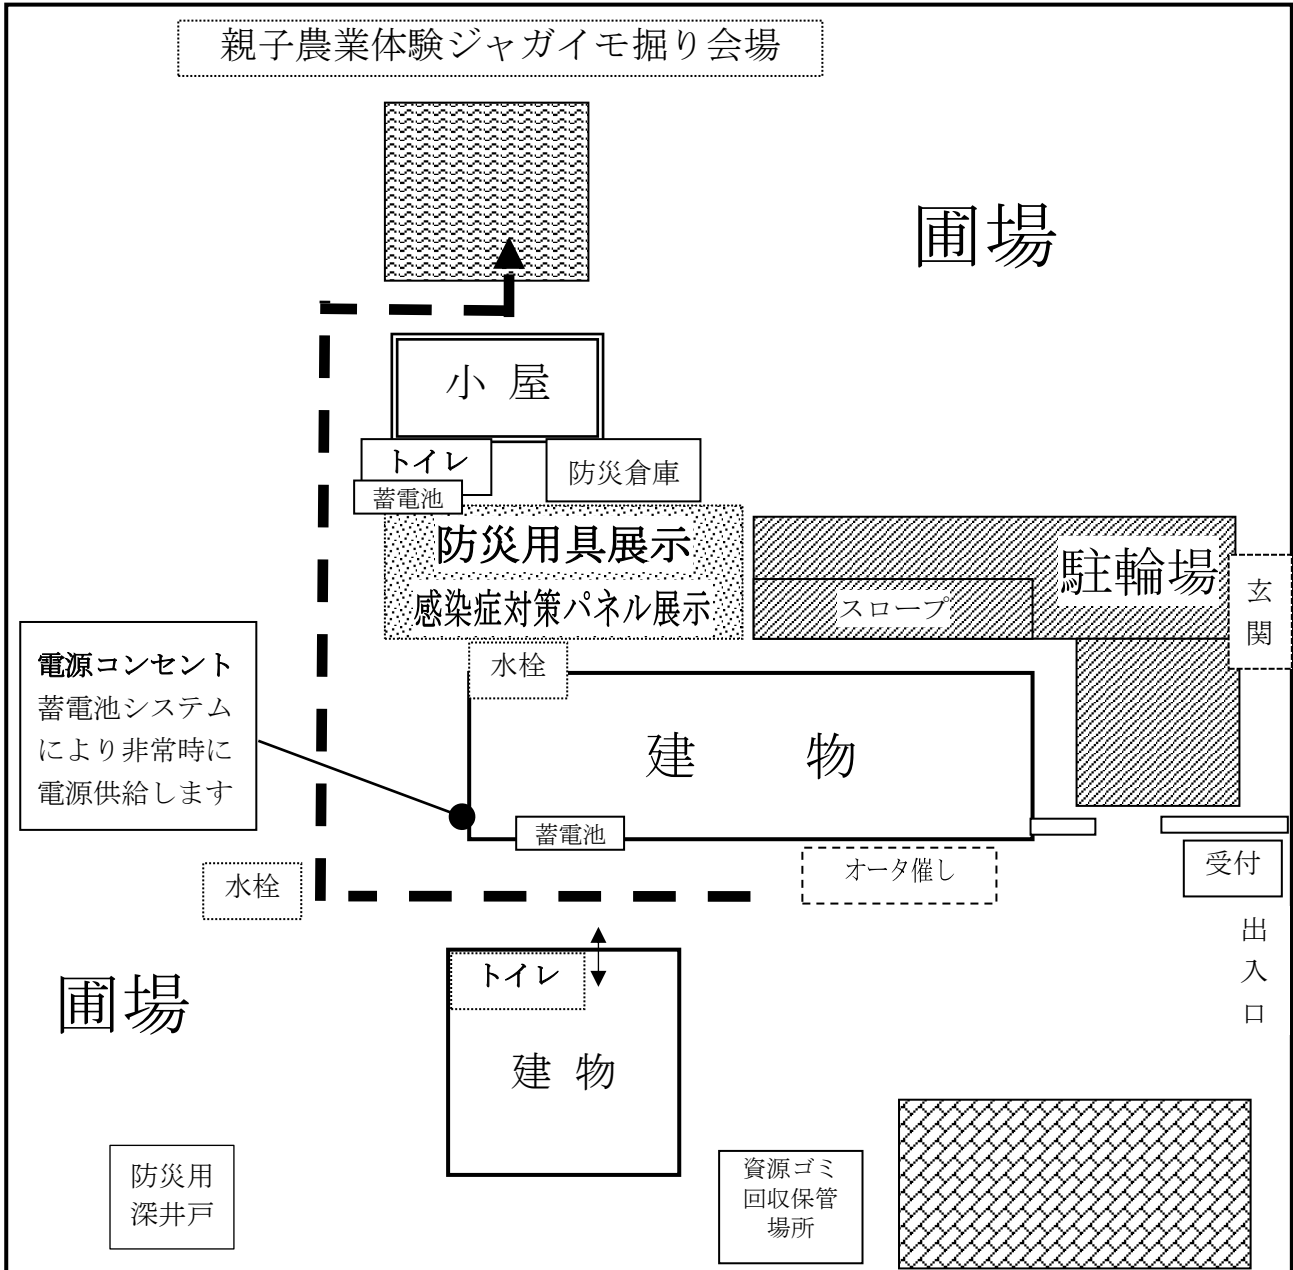 親子農業体験ジャガイモ掘り会場
圃場
小 屋
トイレ
防災倉庫
蓄電池
防災用具展示
感染症対策パネル展示
駐輪場
スロープ
玄
関
電源コンセント
蓄電池システム
により非常時に
電源供給します
水栓
建 物
蓄電池
オータ催し
受付
水栓
出
入
口
圃場
トイレ
建 物
防災用
深井戸
資源ゴミ
回収保管
場所